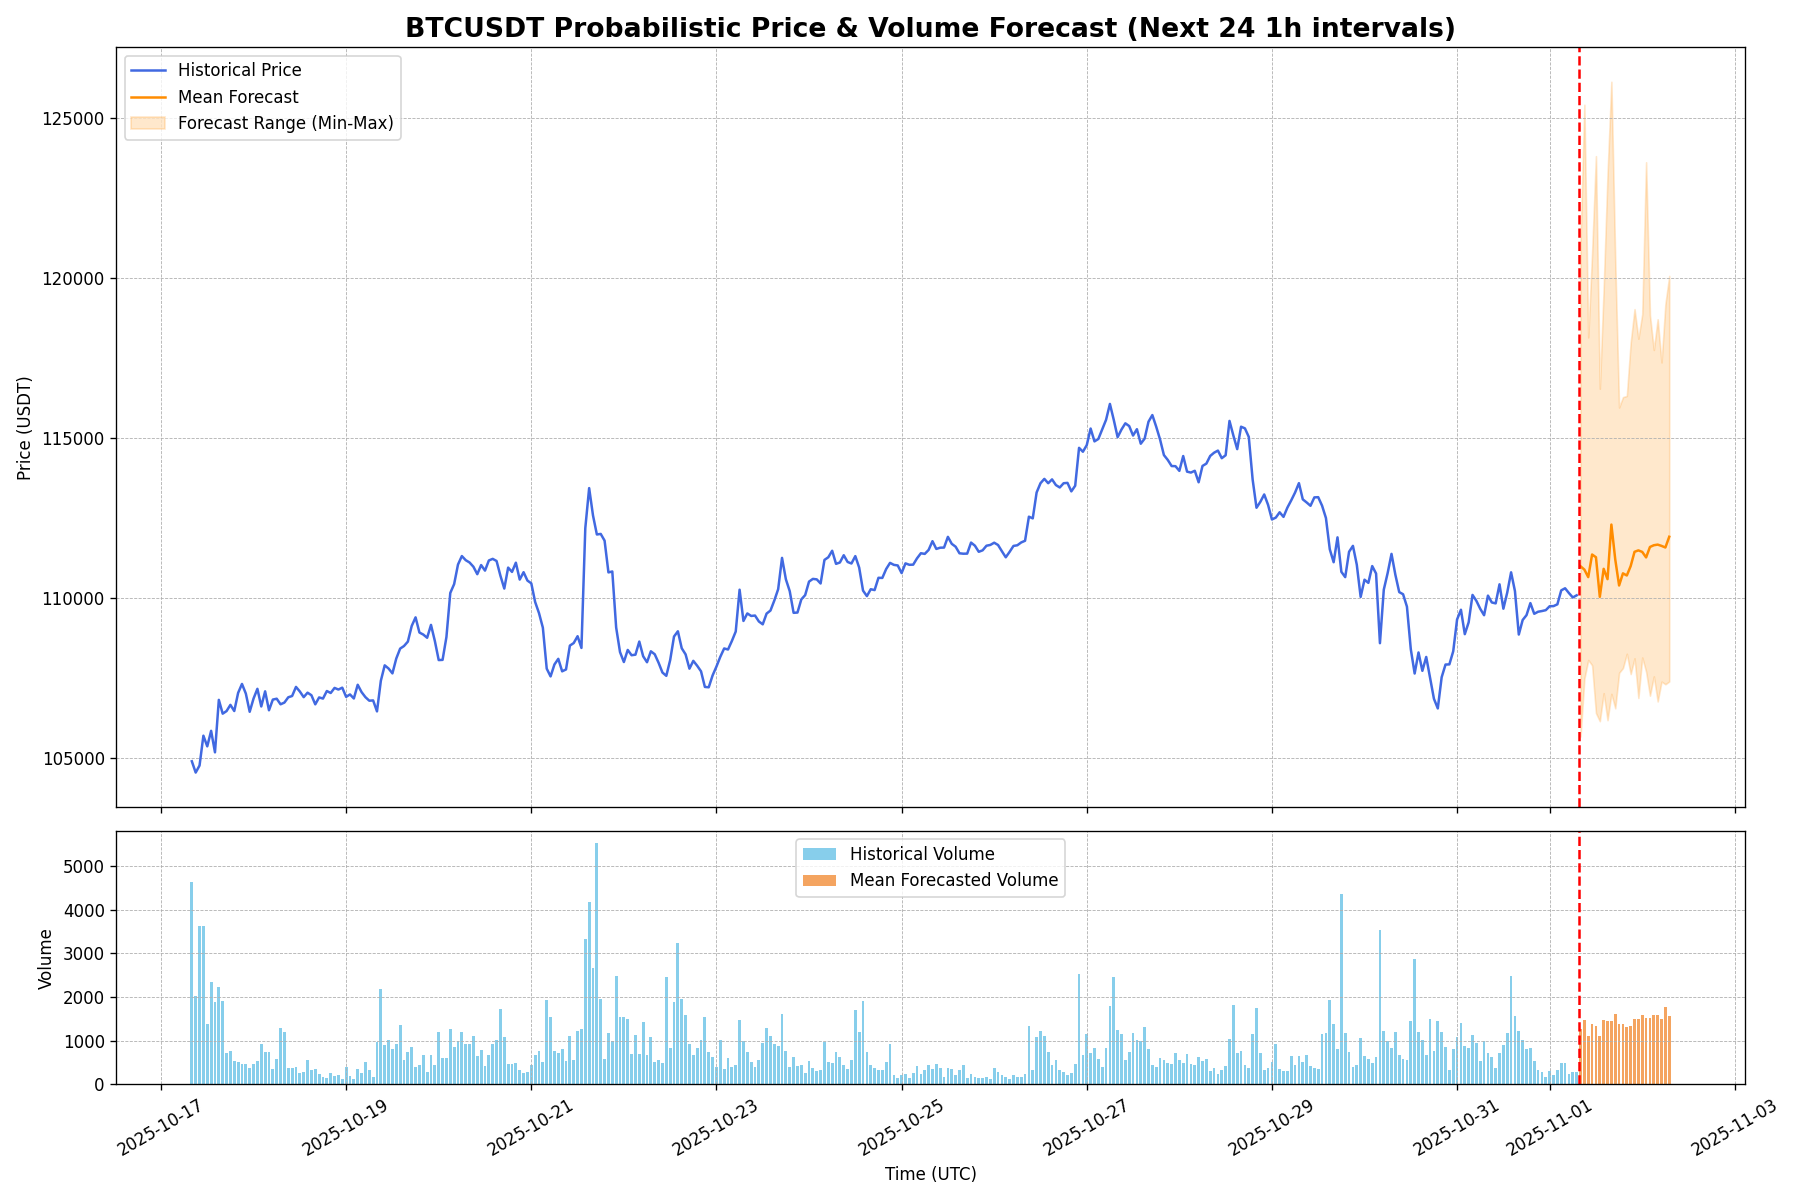 BTCUSDT Probabilistic Price & Volume Forecast (Next 24 1h intervals)
Historical Price
Mean Forecast
Forecast Range (Min-Max)
125000
120000
115000
110000
105000
Price (USDT)
Historical Volume
Mean Forecasted Volume
5000
4000
3000
2000
1000
0
Volume
2025-10-17
2025-10-19
2025-10-21
2025-10-23
2025-10-25
2025-10-27
2025-10-29
2025-10-31
2025-11-01
2025-11-03
Time (UTC)